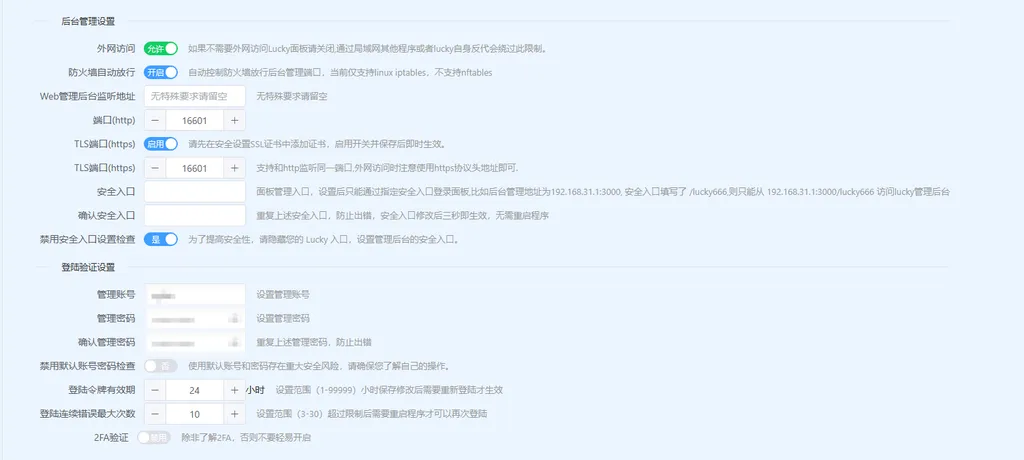 后台管理设置
外网访问 允许 如果不需要外网访问Lucky面板请关闭,通过局域网其他程序或者lucky自身反代会绕过此限制。
防火墙自动放行 开启 自动控制防火墙放行后台管理端口，当前仅支持linux iptables，不支持nftables
Web管理后台监听地址 无特殊要求请留空 无特殊要求请留空
端口(http) － 16601 ＋
TLS端口(https) 启用 请先在安全设置SSL证书中添加证书，启用开关并保存后即时生效。
TLS端口(https) － 16601 ＋ 支持和http监听同一端口,外网访问时注意使用https协议头地址即可.
安全入口 面板管理入口，设置后只能通过指定安全入口登录面板,比如后台管理地址为192.168.31.1:3000, 安全入口填写了 /lucky666,则只能从 192.168.31.1:3000/lucky666 访问lucky管理后台
确认安全入口 重复上述安全入口，防止出错，安全入口修改后三秒即生效，无需重启程序
禁用安全入口设置检查 是 为了提高安全性，请隐藏您的 Lucky 入口，设置管理后台的安全入口。
登陆验证设置
管理账号 设置管理账号
管理密码 设置管理密码
确认管理密码 重复上述管理密码，防止出错
禁用默认账号密码检查 否 使用默认账号和密码存在重大安全风险，请确保您了解自己的操作。
登陆令牌有效期 － 24 ＋ 小时 设置范围（1-99999）小时保存修改后需要重新登陆才生效
登陆连续错误最大次数 － 10 ＋ 设置范围（3-30）超过限制后需要重启程序才可以再次登陆
2FA验证 禁用 除非了解2FA，否则不要轻易开启